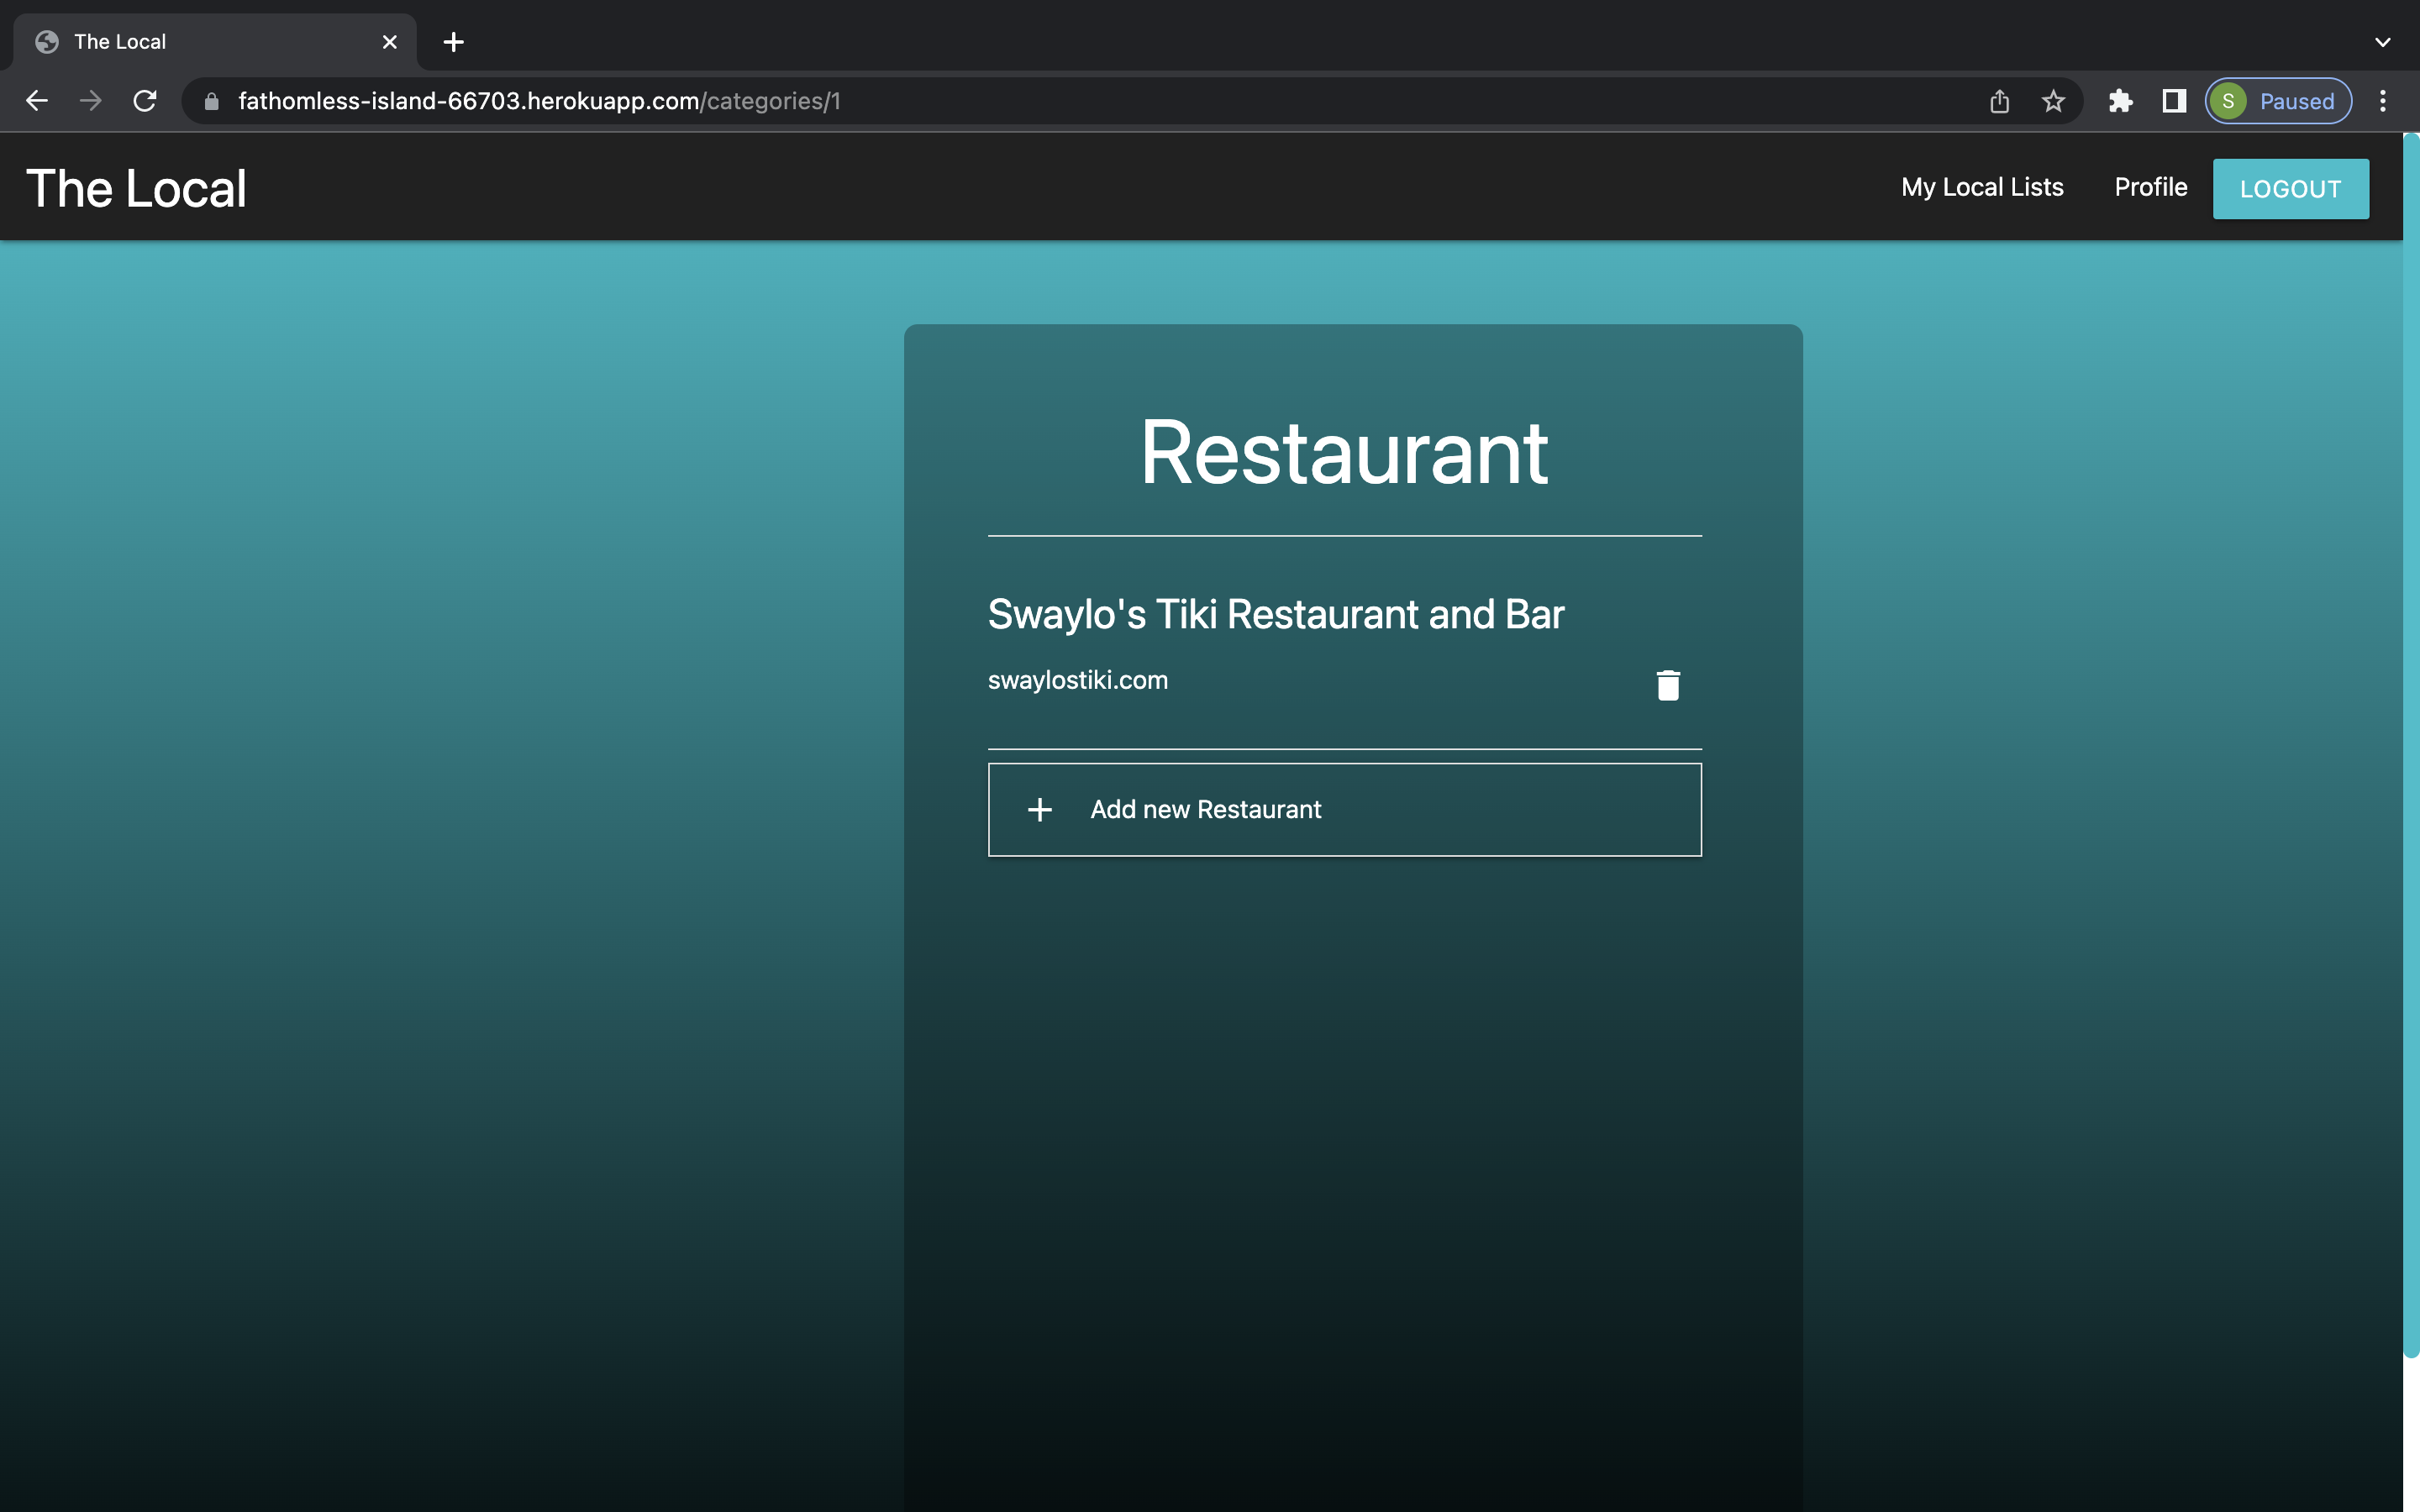 The Local
fathomless-island-66703.herokuapp.com/categories/1
S Paused
The Local
My Local Lists Profile LOGOUT
Restaurant
Swaylo's Tiki Restaurant and Bar
swaylostiki.com
Add new Restaurant